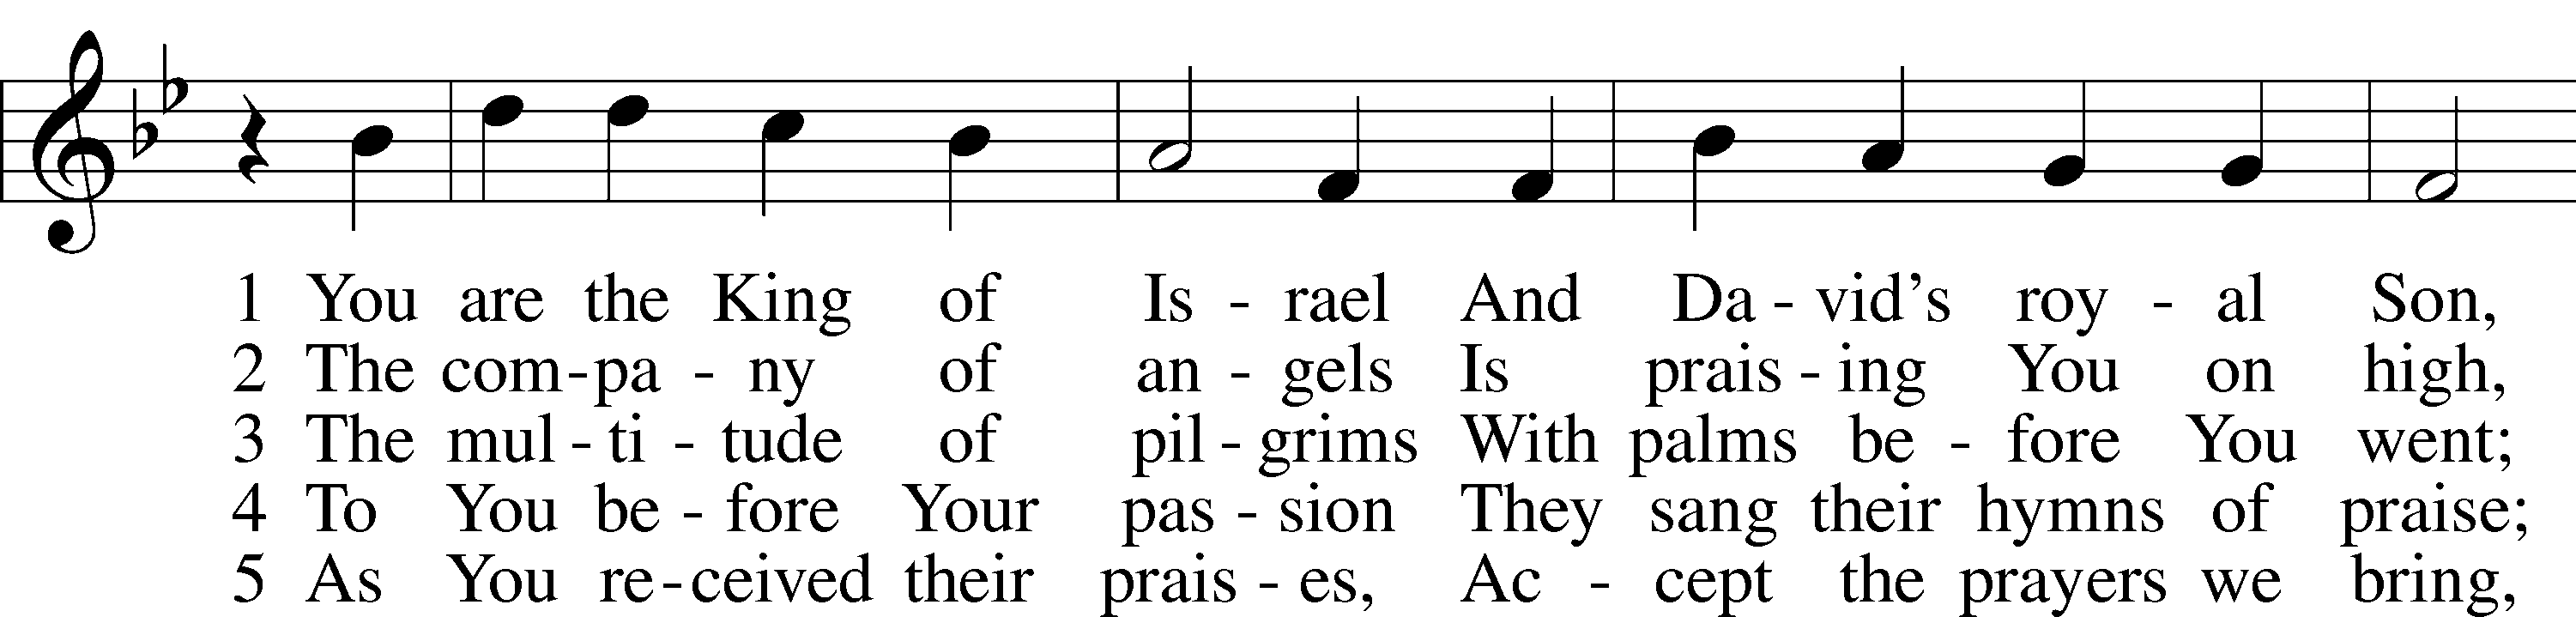 1 You are the King of Is - rael And Da - vid's roy - al Son,
2 The com - pa - ny of an - gels Is prais - ing You on high,
3 The mul - ti - tude of pil - grims With palms be - fore You went;
4 To You be - fore Your pas - sion They sang their hymns of praise;
5 As You re - ceived their prais - es, Ac - cept the prayers we bring,